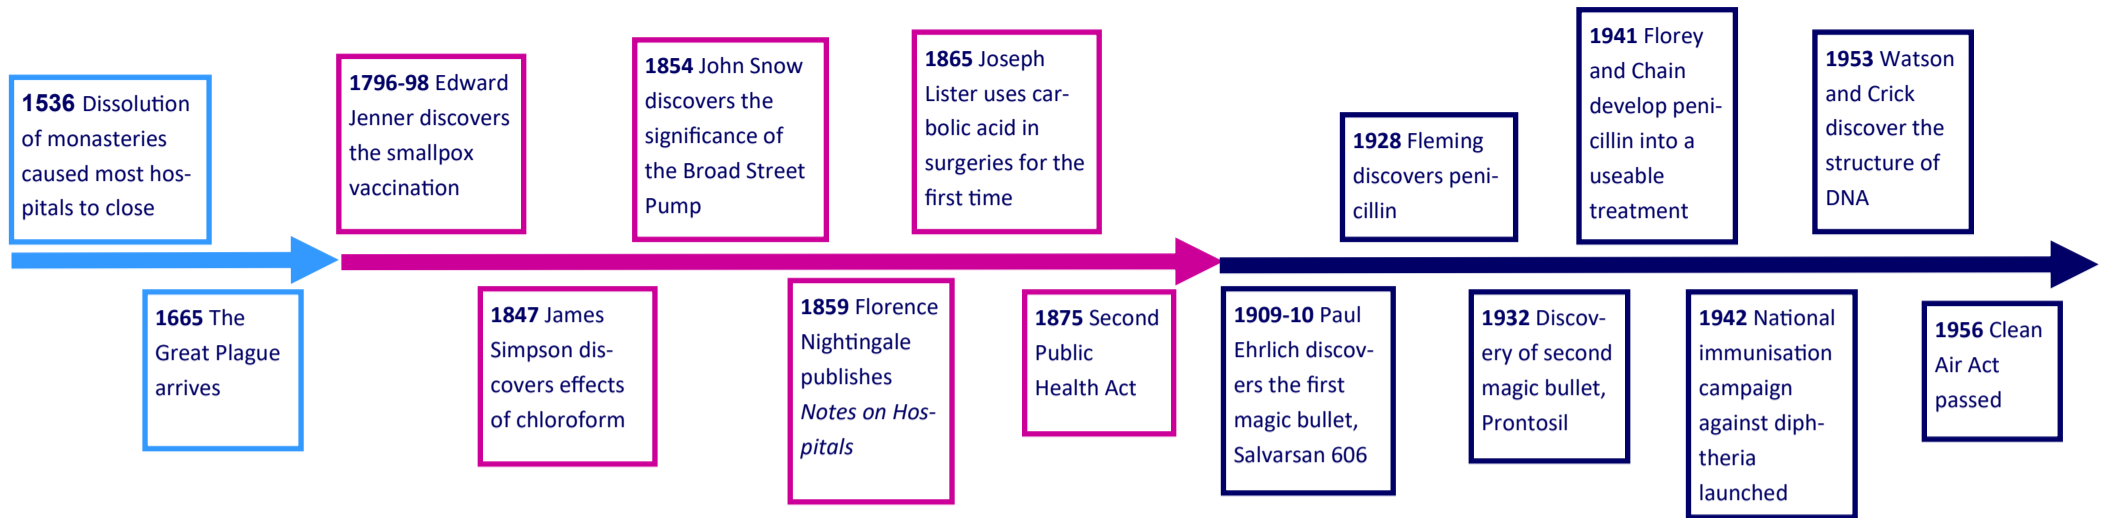 1536 Dissolution
of monasteries
caused most hos-
pitals to close
1665 The
Great Plague
arrives
1796-98 Edward
Jenner discovers
the smallpox
vaccination
1847 James
Simpson dis-
covers effects
of chloroform
1854 John Snow
discovers the
significance of
the Broad Street
Pump
1859 Florence
Nightingale
publishes
Notes on Hos-
pitals
1865 Joseph
Lister uses car-
bolic acid in
surgeries for the
first time
1875 Second
Public
Health Act
1909-10 Paul
Ehrlich discov-
ers the first
magic bullet,
Salvarsan 606
1928 Fleming
discovers peni-
cillin
1932 Discov-
ery of second
magic bullet,
Prontosil
1941 Florey
and Chain
develop peni-
cillin into a
useable
treatment
1942 National
immunisation
campaign
against diph-
theria
launched
1953 Watson
and Crick
discover the
structure of
DNA
1956 Clean
Air Act
passed